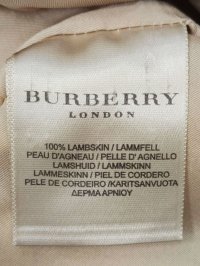 BURBERRY
LONDON
100% LAMBSKIN / LAMMFELL
PEAU D'AGNEAU / PELLE D' AGNELLO
LAMSHUID / LAMMSKINN
LAMMESKINN / PIEL DE CORDERO
PELE DE CORDEIRO /KARITSANVUOTA
ΔΕΡΜΑ ΑΡΝΙΟΥ